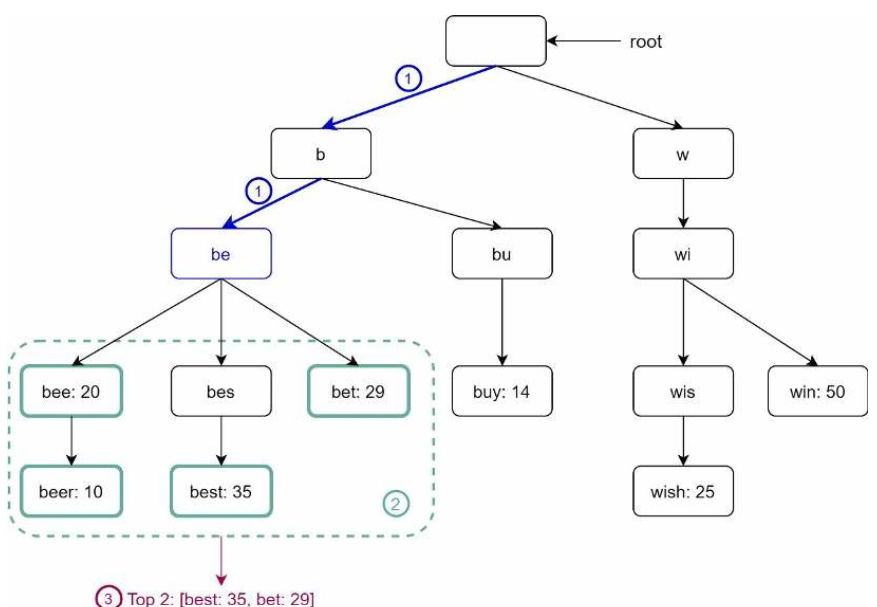 root
1
b
w
1
be
bu
wi
bee: 20
bes
bet: 29
buy: 14
wis
win: 50
beer: 10
best: 35
2
wish: 25
3 Top 2: [best: 35, bet: 29]